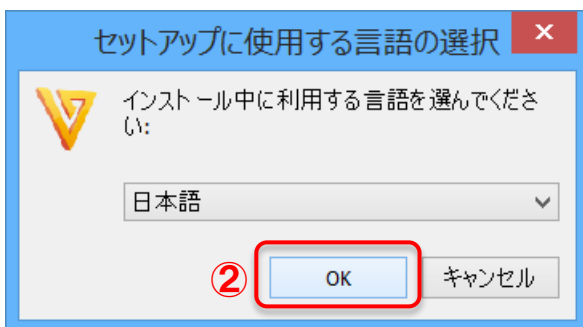 セットアップに使用する言語の選択
インストール中に利用する言語を選んでくださ
い:
日本語
② OK キャンセル